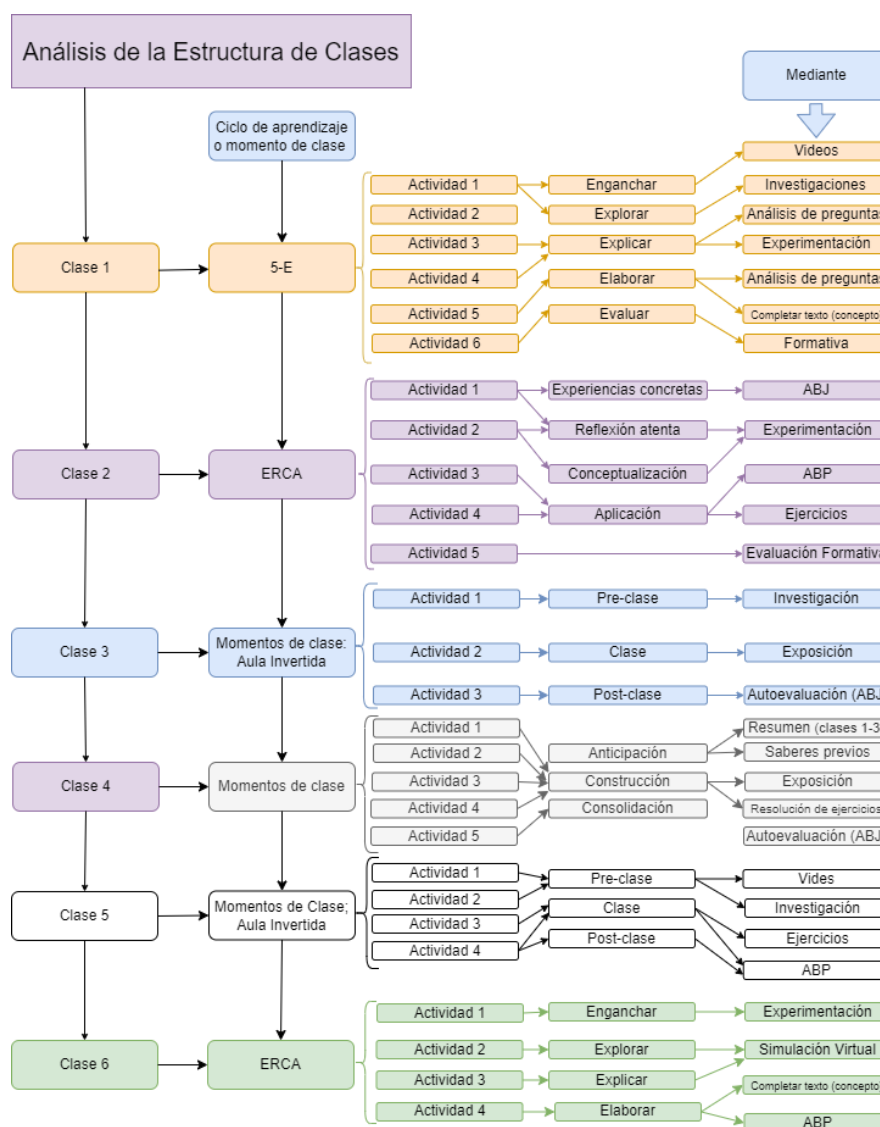 Análisis de la Estructura de Clases
Mediante
Ciclo de aprendizaje
o momento de clase
Videos
Actividad 1
Enganchar
Investigaciones
Actividad 2
Explorar
Análisis de preguntas
Clase 1
5-E
Actividad 3
Explicar
Experimentación
Actividad 4
Elaborar
Análisis de preguntas
Actividad 5
Evaluar
Completar texto (concepto
Actividad 6
Formativa
Actividad 1
Experiencias concretas
ABJ
Actividad 2
Reflexión atenta
Experimentación
Clase 2
ERCA
Actividad 3
Conceptualización
ABP
Actividad 4
Aplicación
Ejercicios
Actividad 5
Evaluación Formativa
Actividad 1
Pre-clase
Investigación
Clase 3
Momentos de clase:
Aula Invertida
Actividad 2
Clase
Exposición
Actividad 3
Post-clase
Autoevaluación (ABJ
Actividad 1
Resumen (clases 1-3
Actividad 2
Anticipación
Saberes previos
Clase 4
Momentos de clase
Actividad 3
Construcción
Exposición
Actividad 4
Consolidación
Resolución de ejercicios
Actividad 5
Autoevaluación (ABJ
Actividad 1
Pre-clase
Vides
Actividad 2
Clase 5
Momentos de Clase;
Aula Invertida
Clase
Investigación
Actividad 3
Post-clase
Ejercicios
Actividad 4
ABP
Actividad 1
Enganchar
Experimentación
Actividad 2
Explorar
Simulación Virtual
Clase 6
ERCA
Actividad 3
Explicar
Completar texto (concepto
Actividad 4
Elaborar
ABP